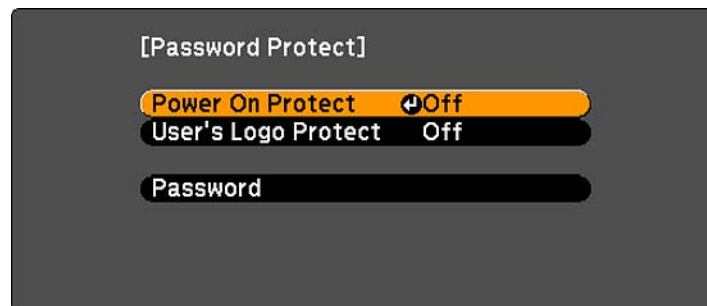 [Password Protect]
Power On Protect Off
User's Logo Protect Off
Password